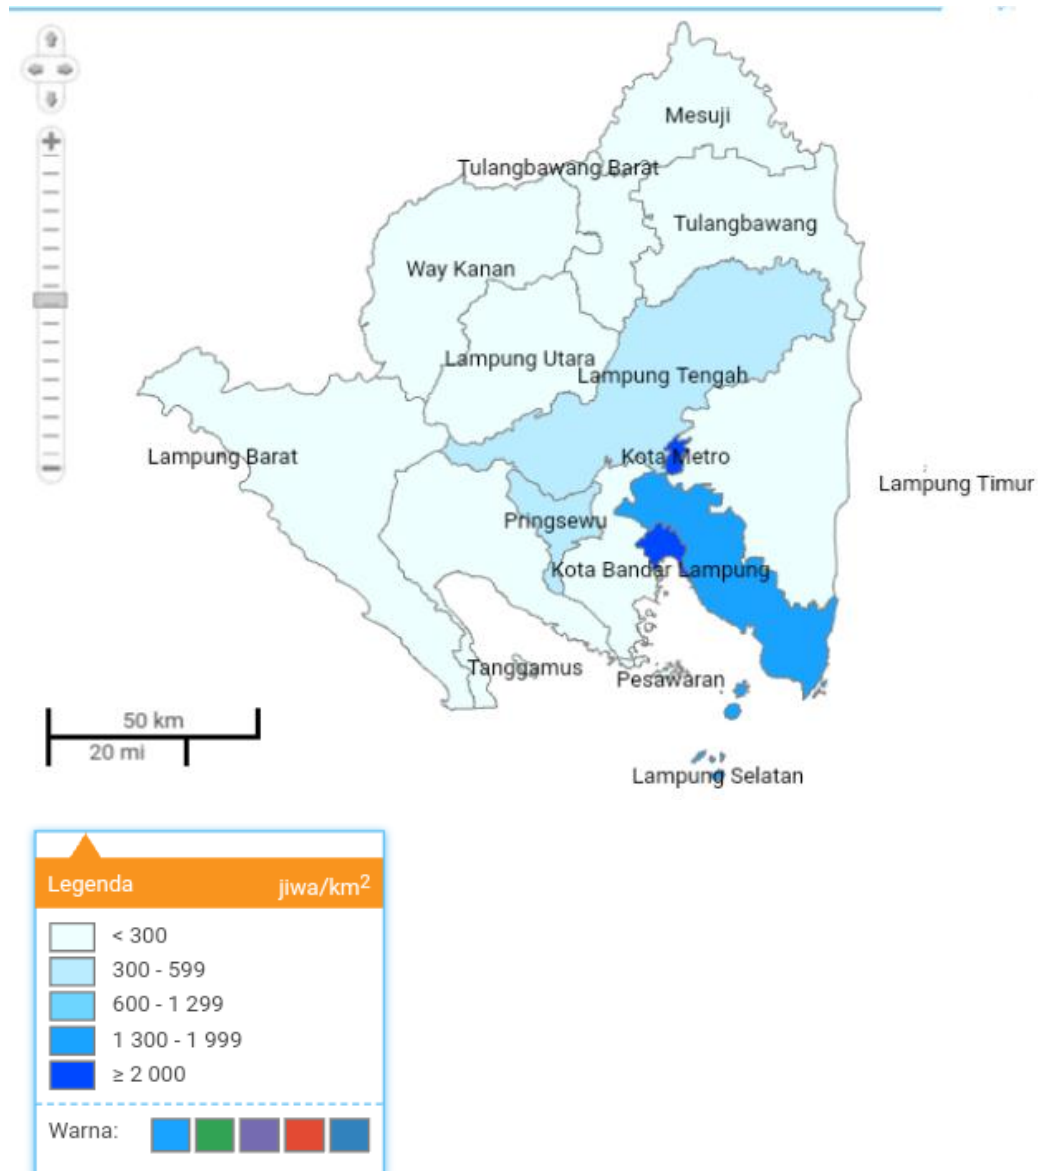 Mesuji
Tulangbawang Barat
Tulangbawang
Way Kanan
Lampung Utara
Lampung Tengah
Lampung Barat
Kota Metro
Lampung Timur
Pringsewu
Kota Bandar Lampung
Tanggamus
Pesawaran
50 km
20 mi
Lampung Selatan
Legenda jiwa/km²
< 300
300 - 599
600 - 1 299
1 300 - 1 999
≥ 2 000
Warna: